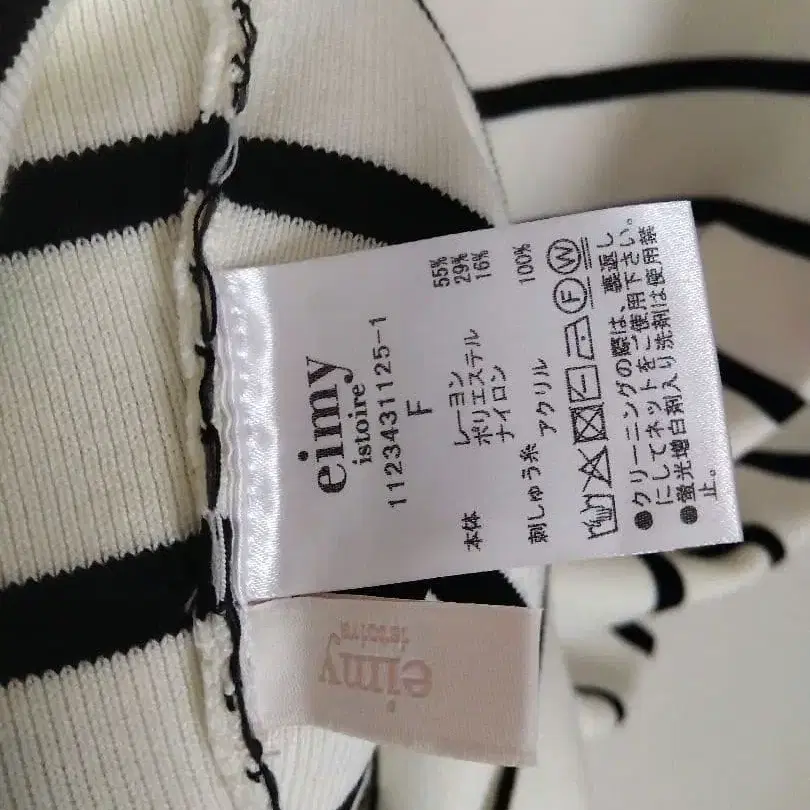 eimy
istoire
1123431125-1
F
本体 レーヨン 55%
ポリエステル 29%
ナイロン 16%
刺しゅう糸 アクリル 100%
F W
●クリーニングの際は、裏返し
にしてネットをご使用下さい。
●蛍光増白剤入り洗剤は使用禁
止。
eimy
istoire